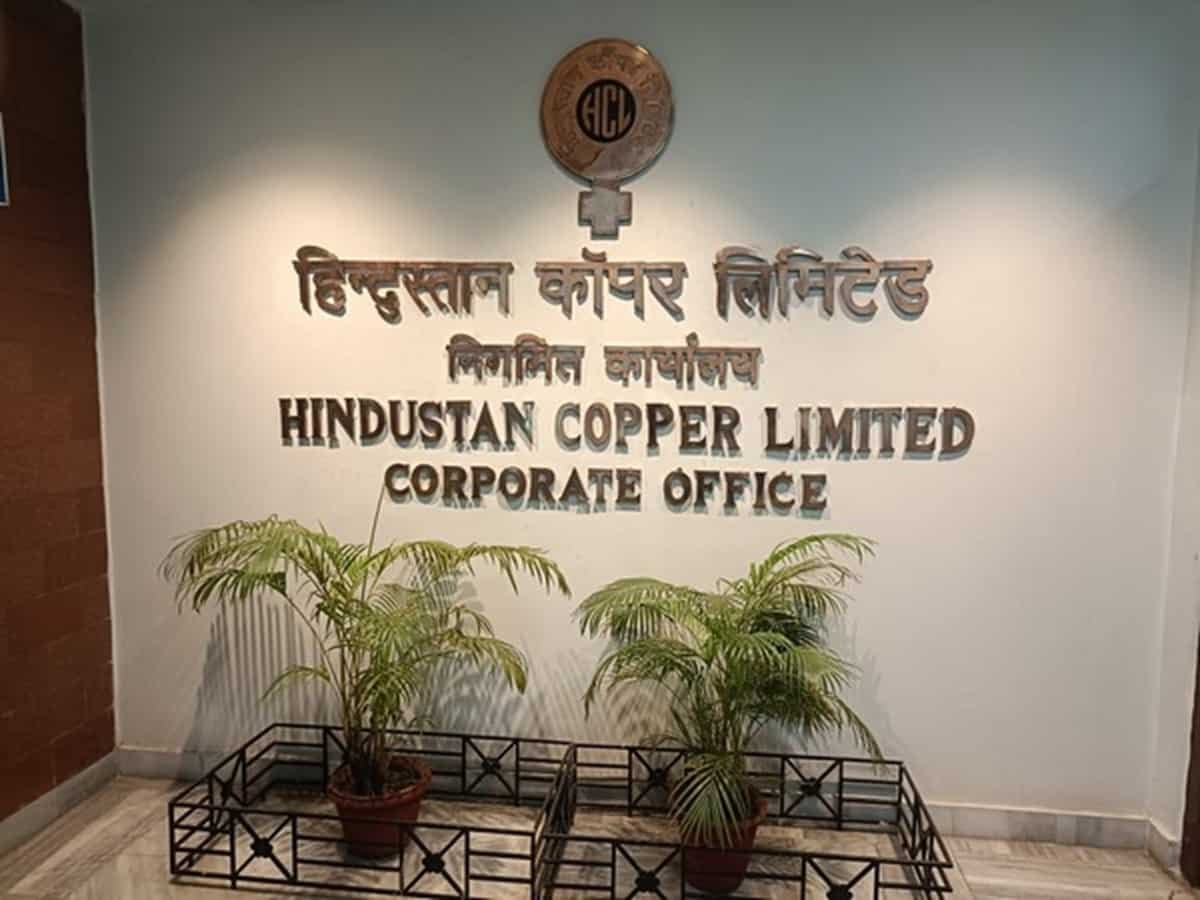 HCL
हिन्दुस्तान कॉपर लिमिटेड
निगमित कार्यालय
HINDUSTAN COPPER LIMITED
CORPORATE OFFICE